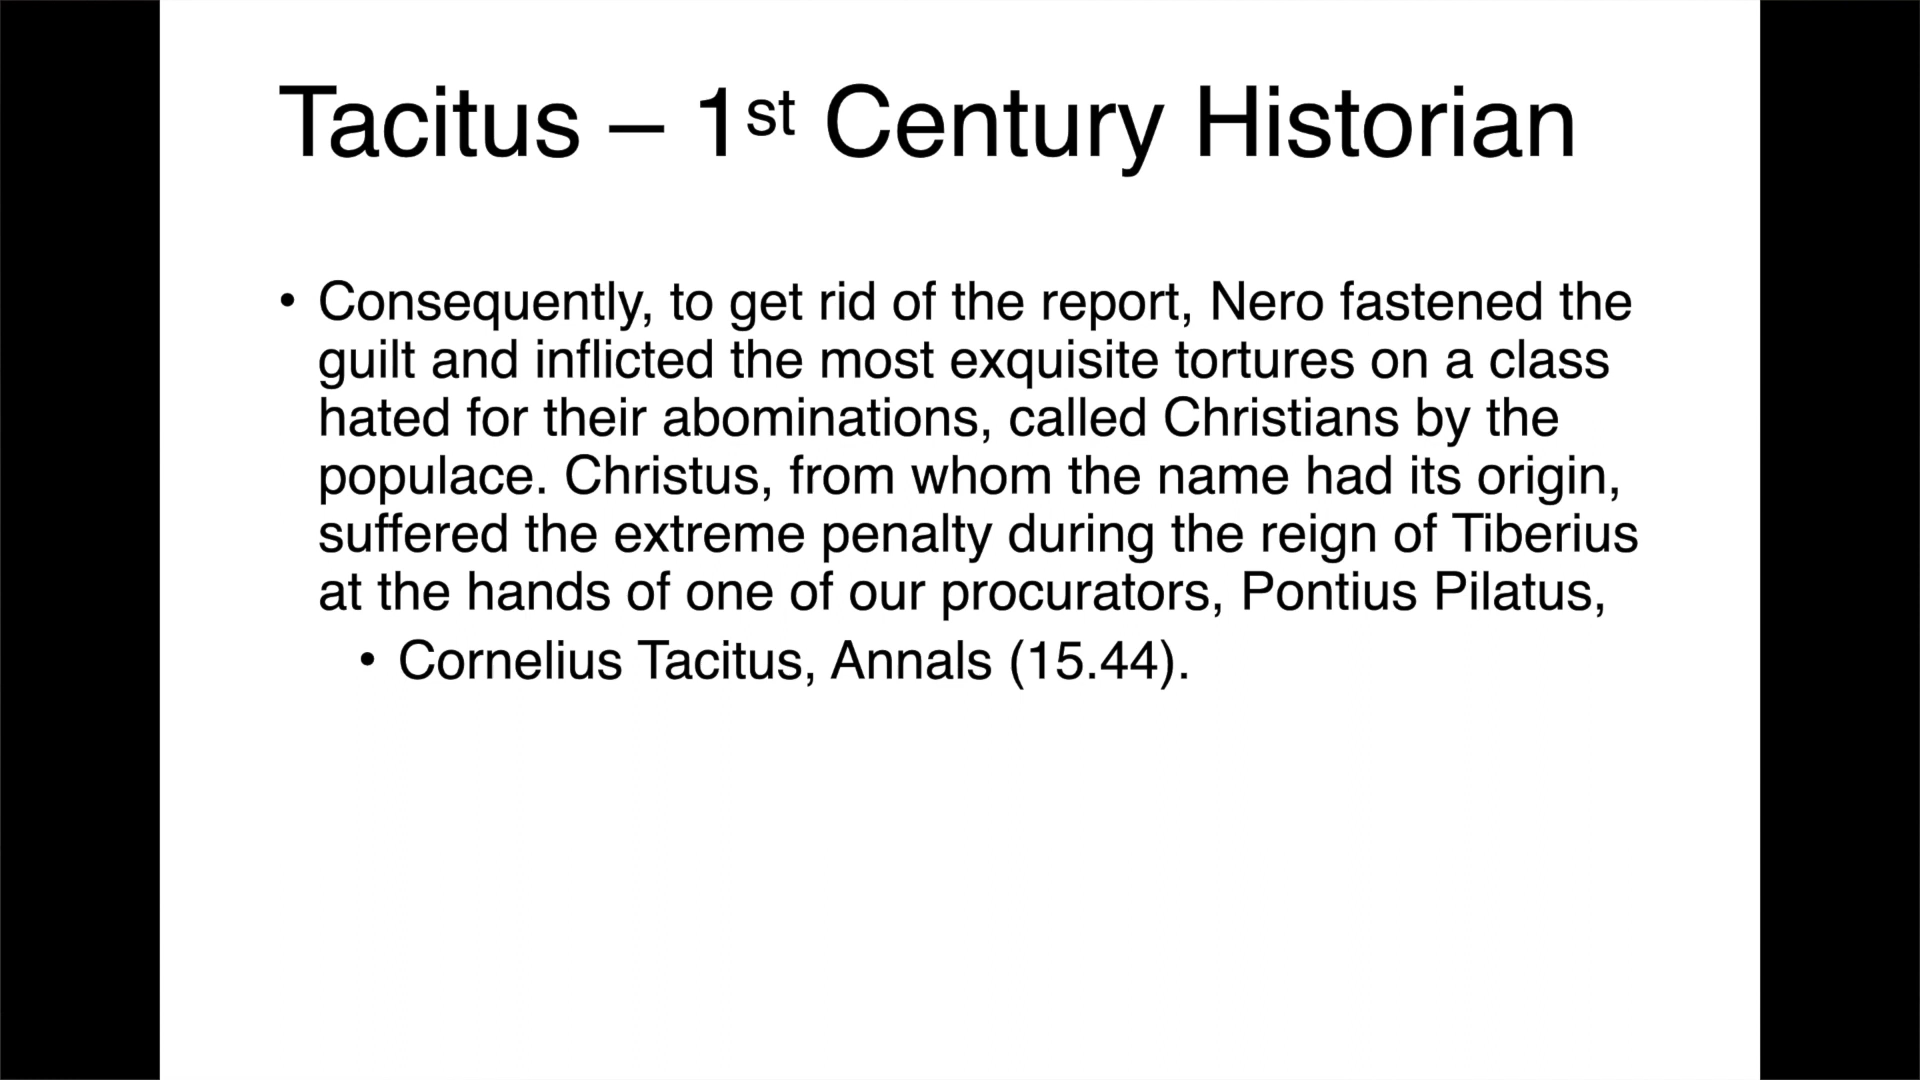 Tacitus – 1st Century Historian
• Consequently, to get rid of the report, Nero fastened the
guilt and inflicted the most exquisite tortures on a class
hated for their abominations, called Christians by the
populace. Christus, from whom the name had its origin,
suffered the extreme penalty during the reign of Tiberius
at the hands of one of our procurators, Pontius Pilatus,
• Cornelius Tacitus, Annals (15.44).